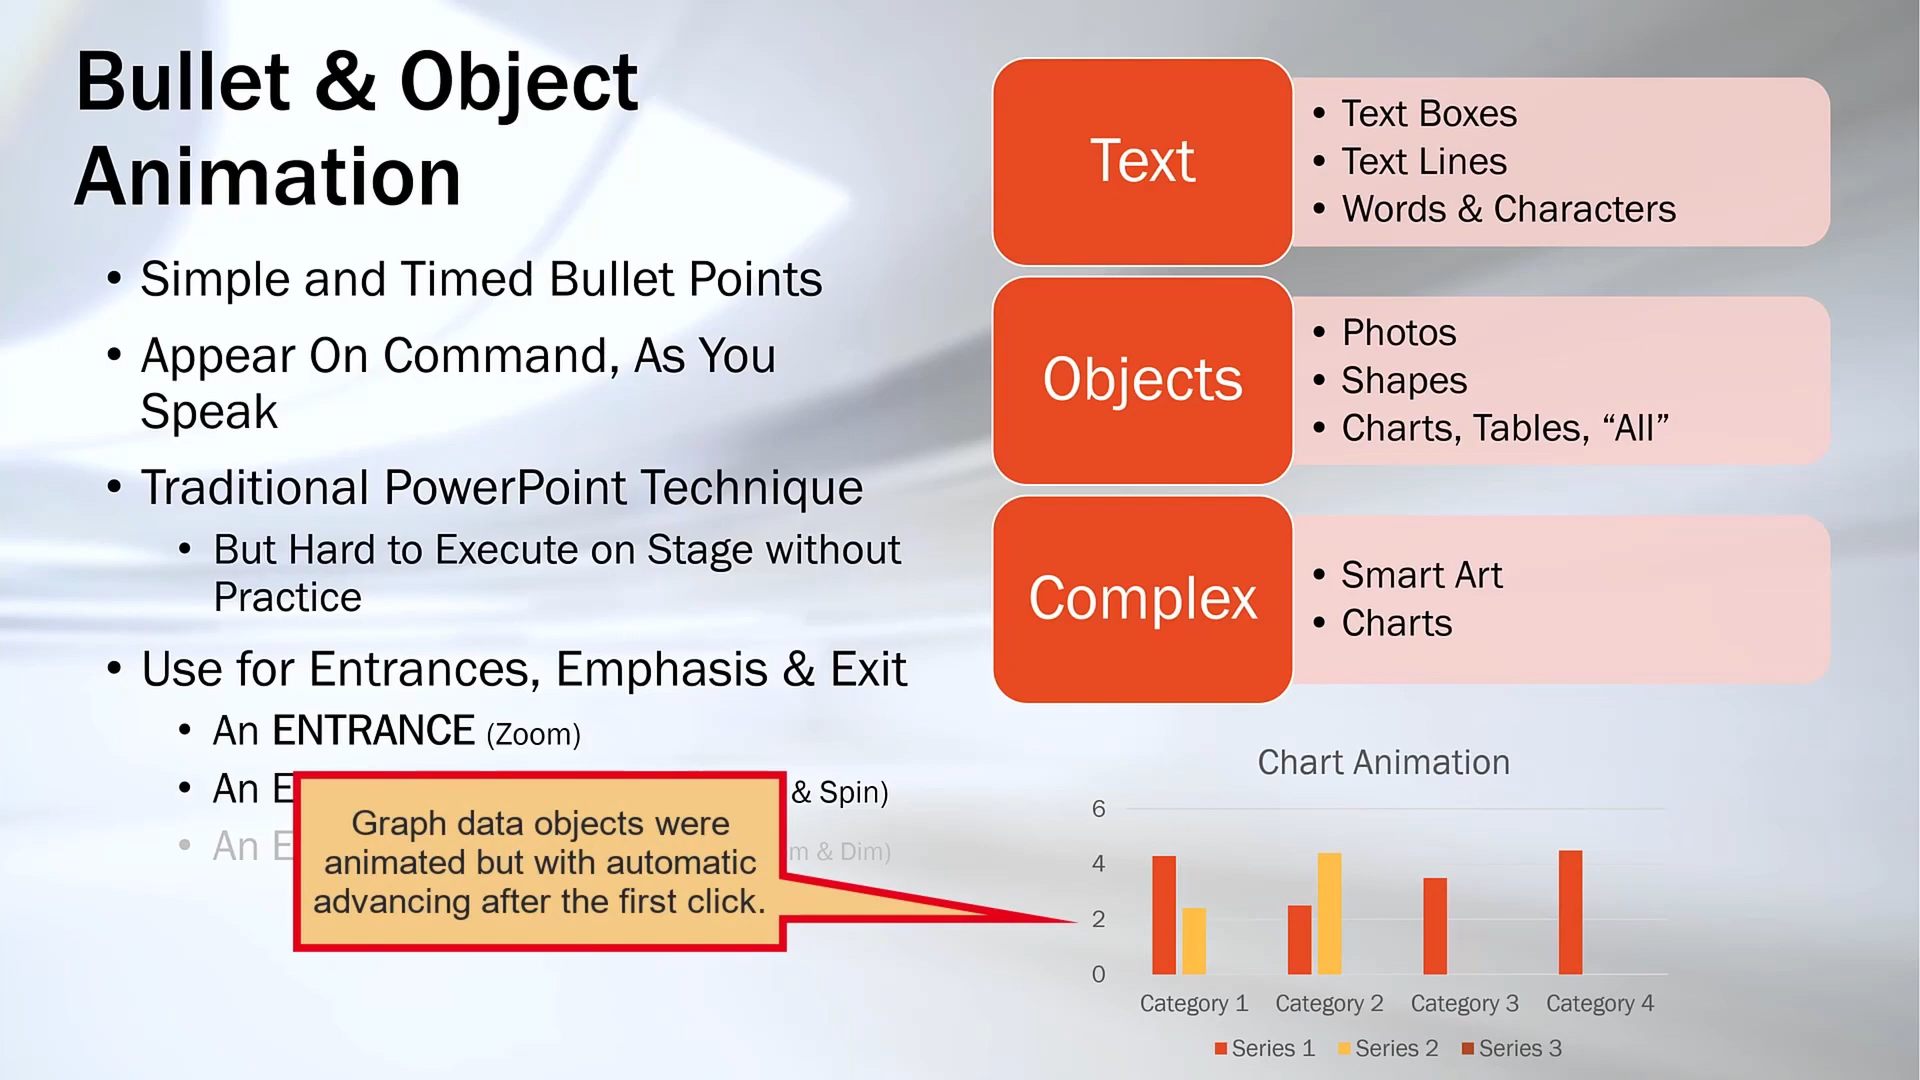 Bullet & Object
Animation
• Simple and Timed Bullet Points
• Appear On Command, As You
Speak
• Traditional PowerPoint Technique
• But Hard to Execute on Stage without
Practice
• Use for Entrances, Emphasis & Exit
• An ENTRANCE (Zoom)
• An E & Spin)
• An E m & Dim)
Graph data objects were
animated but with automatic
advancing after the first click.
Text
• Text Boxes
• Text Lines
• Words & Characters
Objects
• Photos
• Shapes
• Charts, Tables, “All”
Complex
• Smart Art
• Charts
Chart Animation
6
4
2
0
Category 1 Category 2 Category 3 Category 4
Series 1 Series 2 Series 3